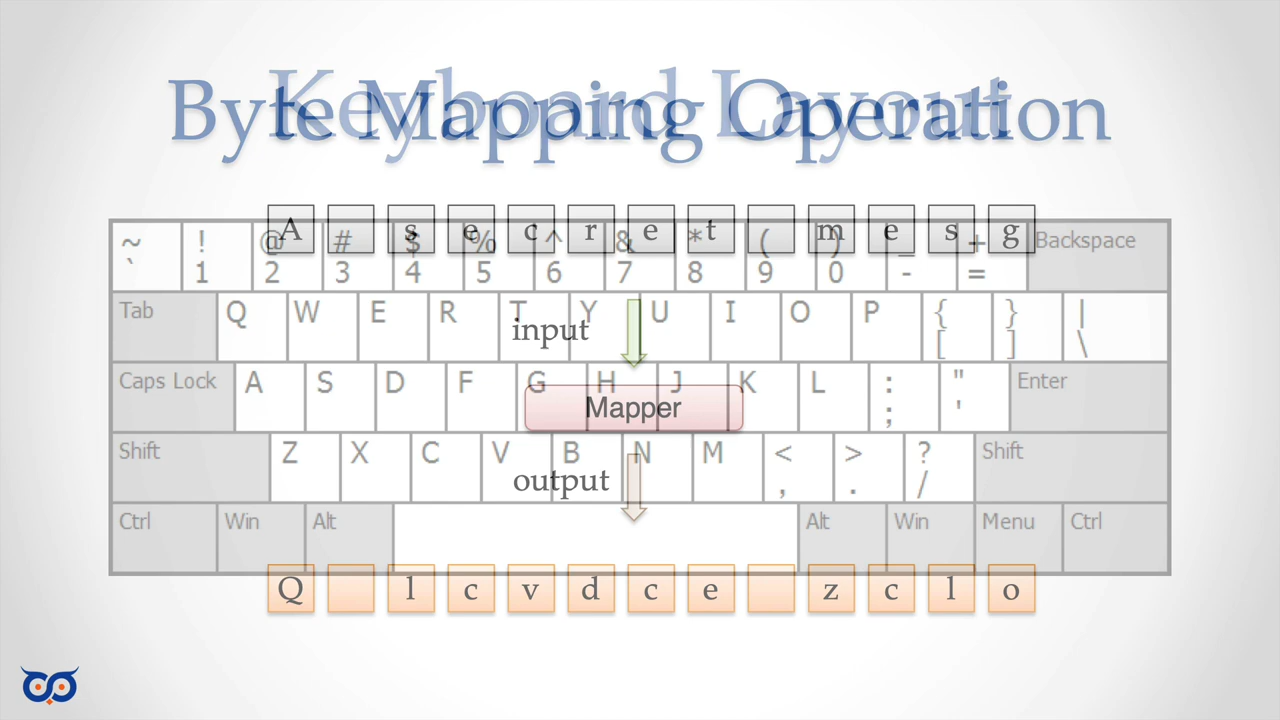 Keyboard Layout
Byte Mapping Operation
A s e c r e t m e s g
~ ! @ # $ % ^ & * ( ) _ +
` 1 2 3 4 5 6 7 8 9 0 - = Backspace
Tab Q W E R T Y U I O P { } |
[ ] \
input
Caps Lock A S D F G H J K L : " Enter
; '
Mapper
Shift Z X C V B N M < > ? Shift
, . /
output
Ctrl Win Alt Alt Win Menu Ctrl
Q l c v d c e z c l o